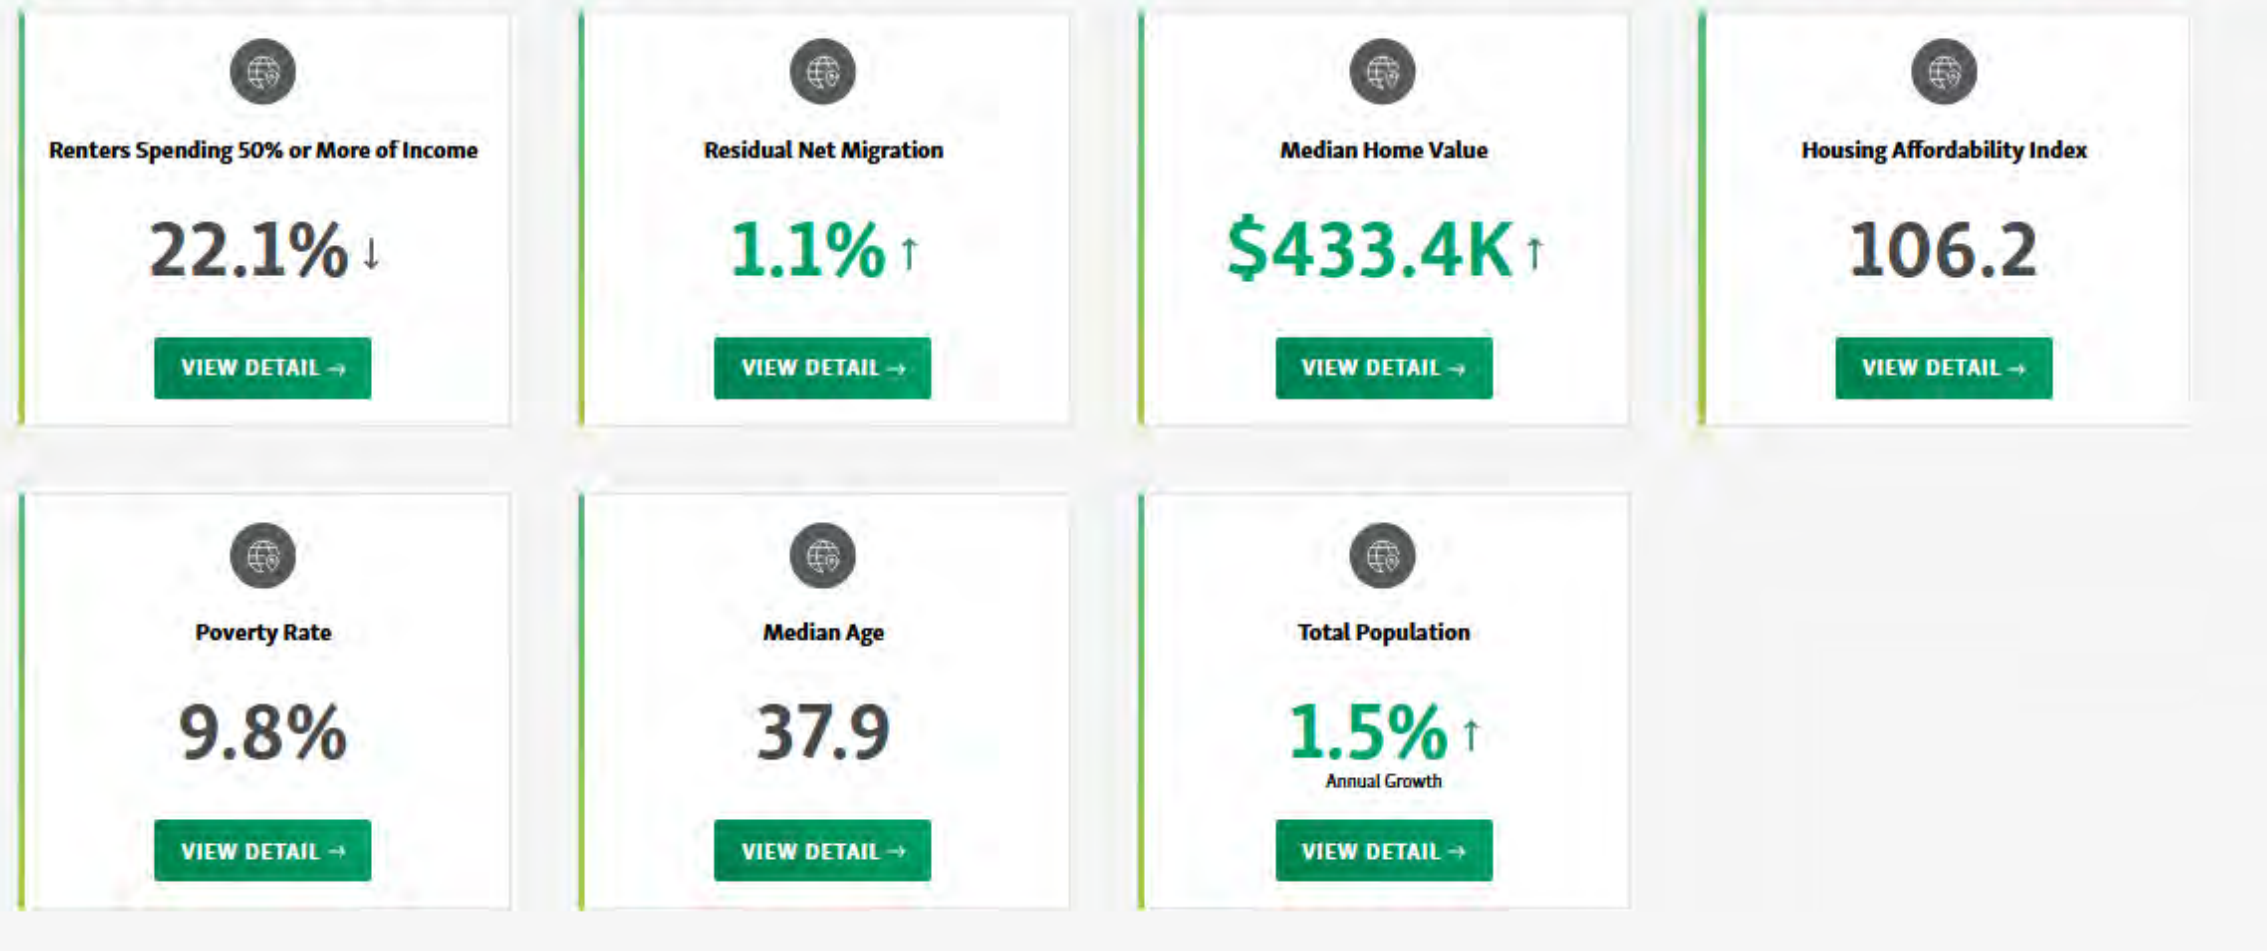 Renters Spending 50% or More of Income
22.1% ↓
VIEW DETAIL →
Residual Net Migration
1.1% ↑
VIEW DETAIL →
Median Home Value
$433.4K ↑
VIEW DETAIL →
Housing Affordability Index
106.2
VIEW DETAIL →
Poverty Rate
9.8%
VIEW DETAIL →
Median Age
37.9
VIEW DETAIL →
Total Population
1.5% ↑
Annual Growth
VIEW DETAIL →